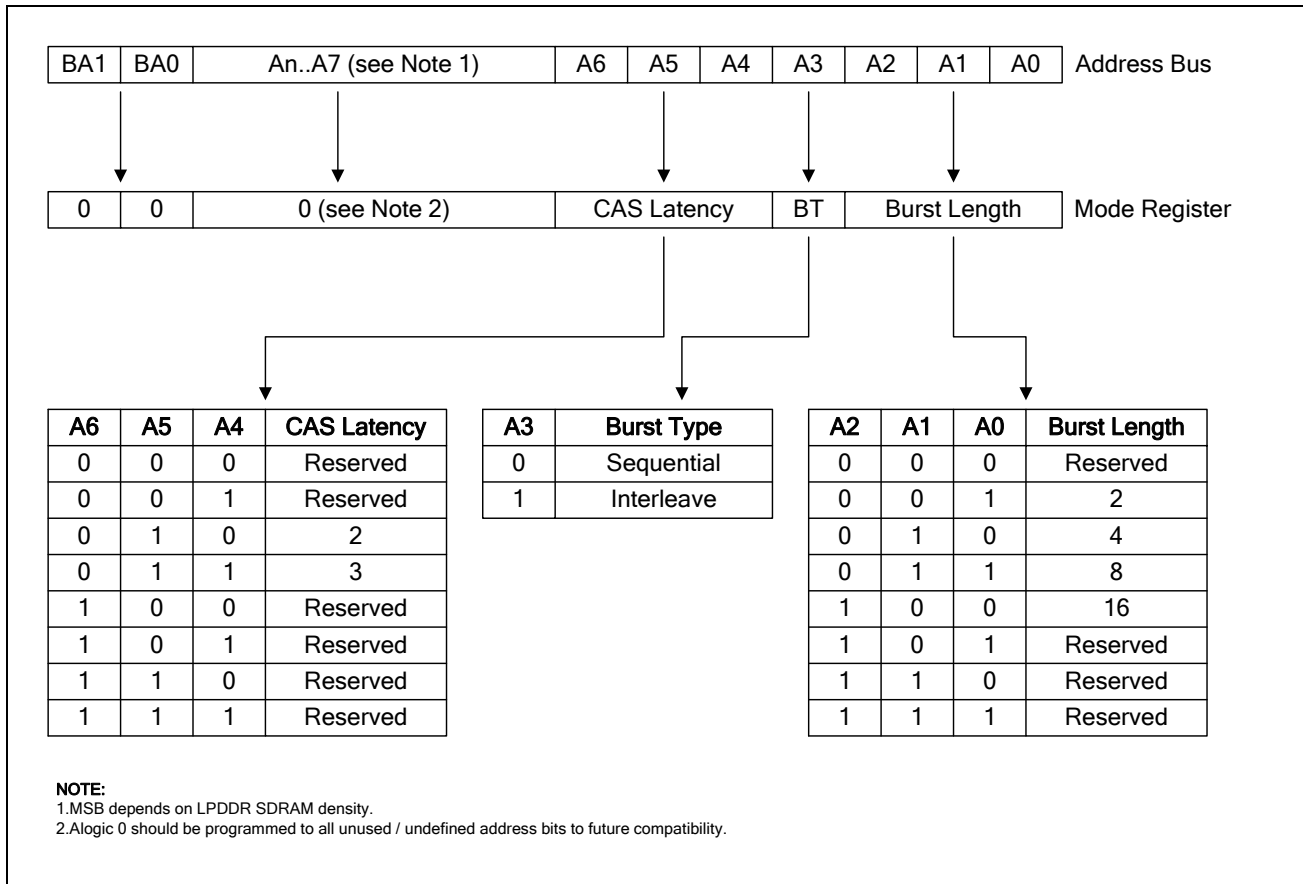 BA1 BA0 An..A7 (see Note 1) A6 A5 A4 A3 A2 A1 A0 Address Bus
0 0 0 (see Note 2) CAS Latency BT Burst Length Mode Register
A6 A5 A4 CAS Latency
0 0 0 Reserved
0 0 1 Reserved
0 1 0 2
0 1 1 3
1 0 0 Reserved
1 0 1 Reserved
1 1 0 Reserved
1 1 1 Reserved
A3 Burst Type
0 Sequential
1 Interleave
A2 A1 A0 Burst Length
0 0 0 Reserved
0 0 1 2
0 1 0 4
0 1 1 8
1 0 0 16
1 0 1 Reserved
1 1 0 Reserved
1 1 1 Reserved
NOTE:
1.MSB depends on LPDDR SDRAM density.
2.Alogic 0 should be programmed to all unused / undefined address bits to future compatibility.